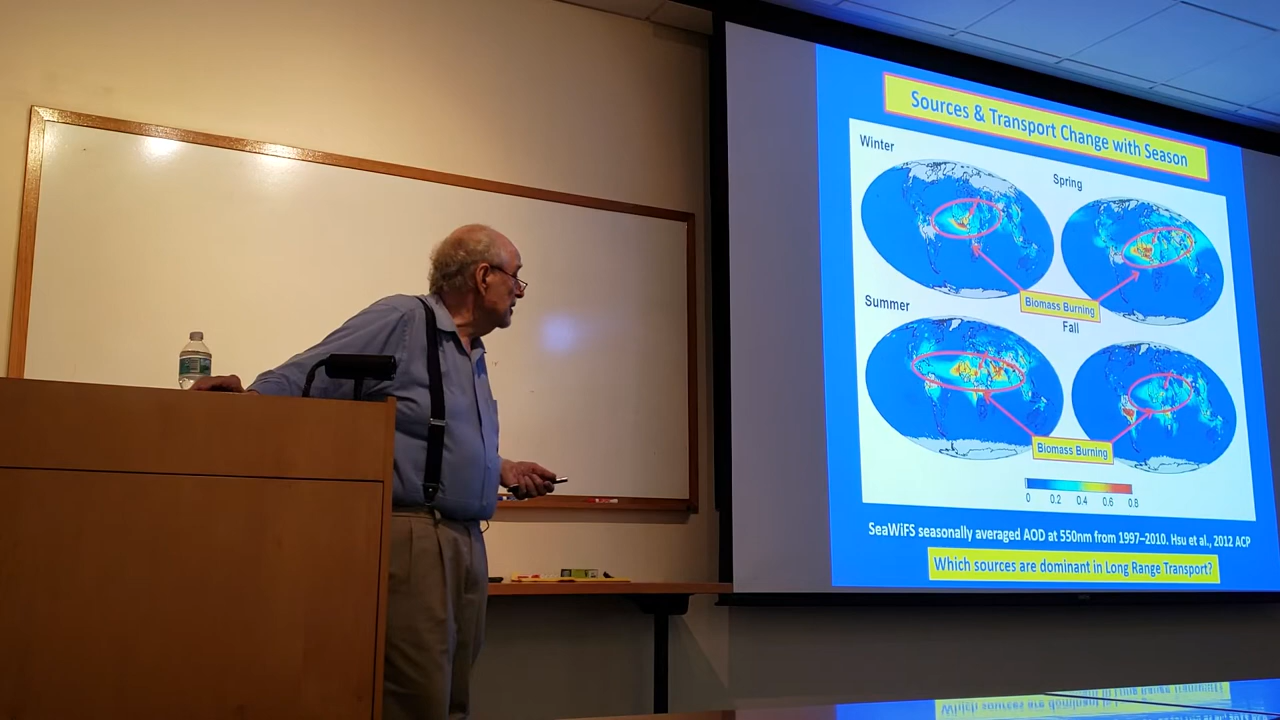 Sources & Transport Change with Season
Winter
Spring
Biomass Burning
Summer
Fall
Biomass Burning
0 0.2 0.4 0.6 0.8
SeaWiFS seasonally averaged AOD at 550nm from 1997–2010. Hsu et al., 2012 ACP
Which sources are dominant in Long Range Transport?